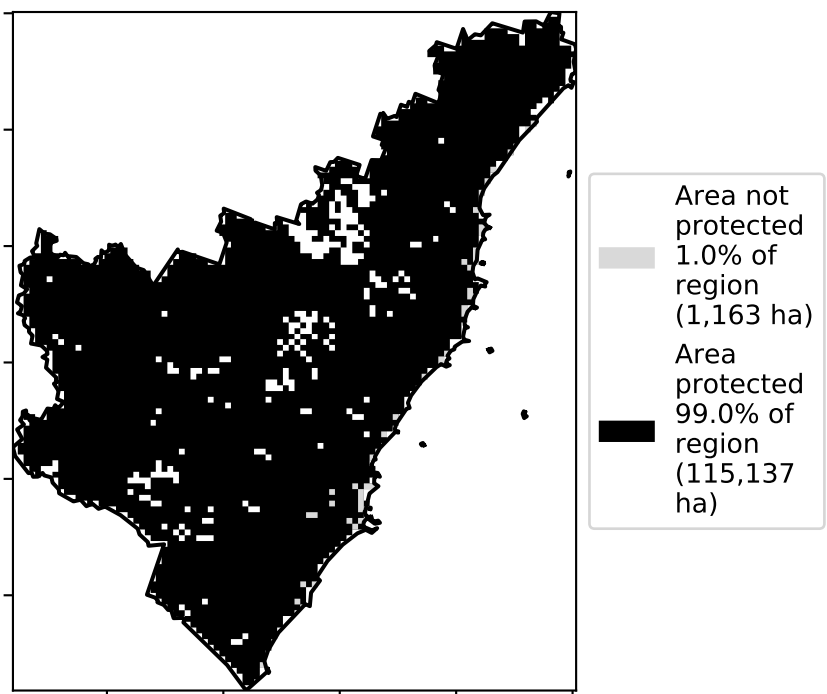 Area not
protected
1.0% of
region
(1,163 ha)
Area
protected
99.0% of
region
(115,137
ha)